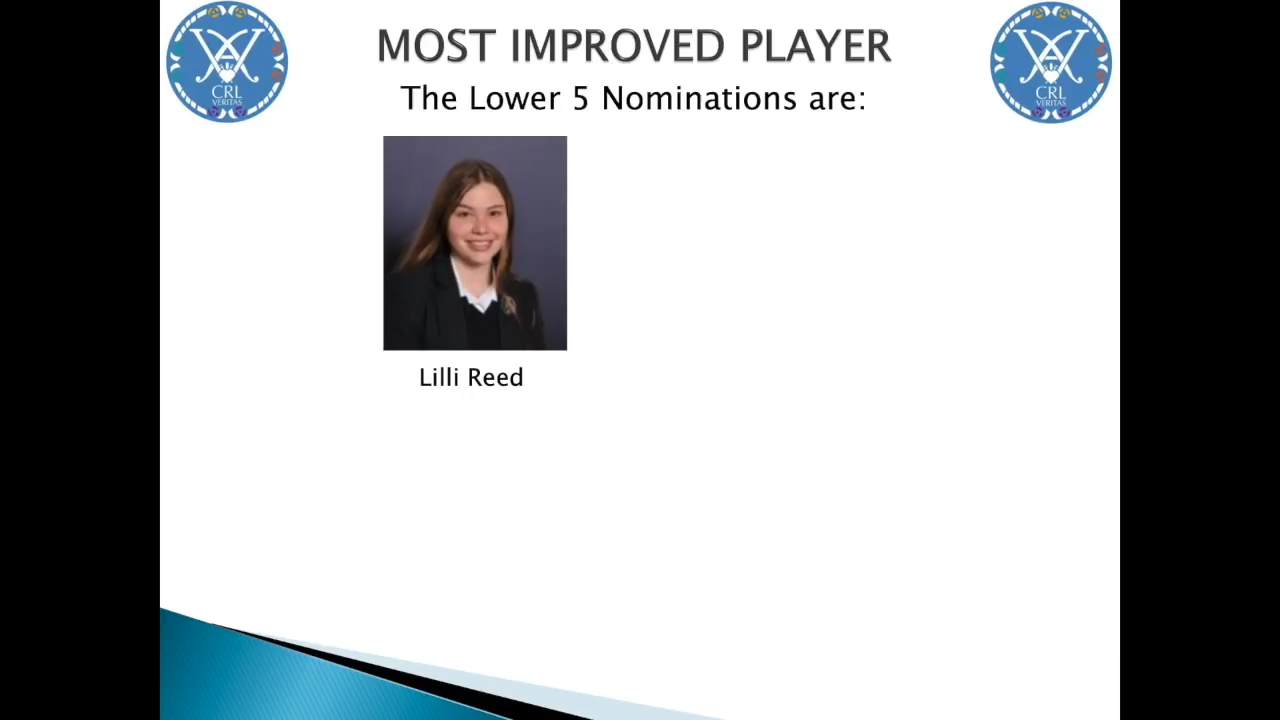 MOST IMPROVED PLAYER
The Lower 5 Nominations are:
CRL
VERITAS
CRL
VERITAS
Lilli Reed